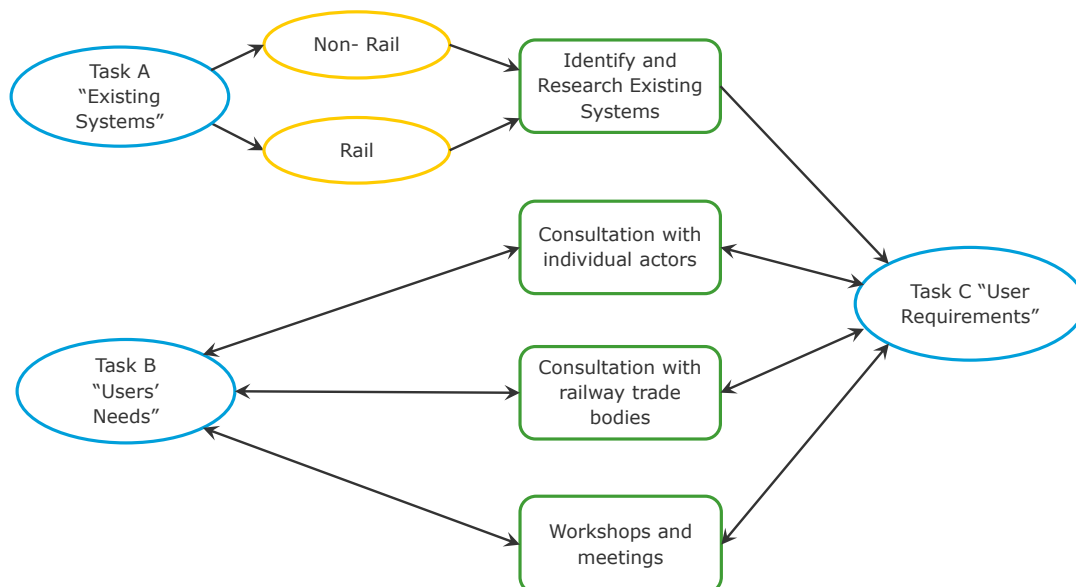 Task A
“Existing
Systems”
Non- Rail
Rail
Identify and
Research Existing
Systems
Consultation with
individual actors
Task C “User
Requirements”
Task B
“Users’
Needs”
Consultation with
railway trade
bodies
Workshops and
meetings